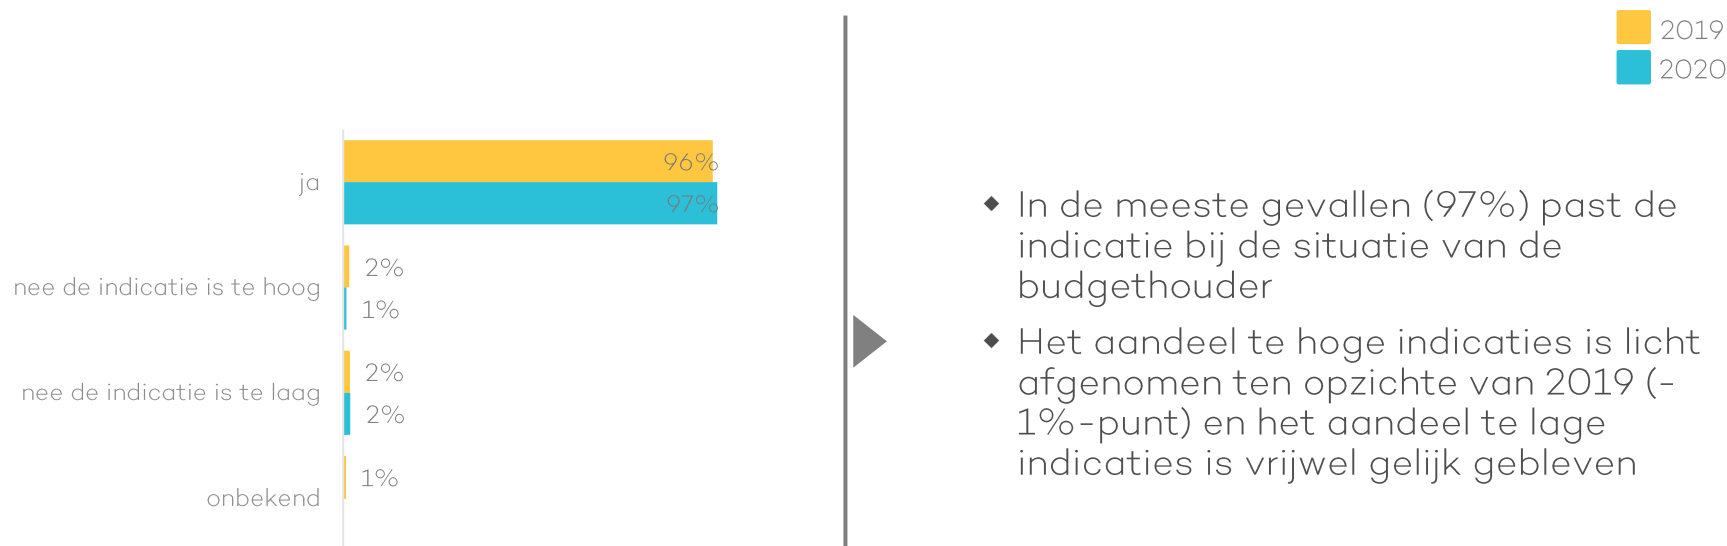 2019
2020
ja
96%
97%
nee de indicatie is te hoog
2%
1%
nee de indicatie is te laag
2%
2%
onbekend
1%
In de meeste gevallen (97%) past de
indicatie bij de situatie van de
budgethouder
Het aandeel te hoge indicaties is licht
afgenomen ten opzichte van 2019 (-
1%-punt) en het aandeel te lage
indicaties is vrijwel gelijk gebleven